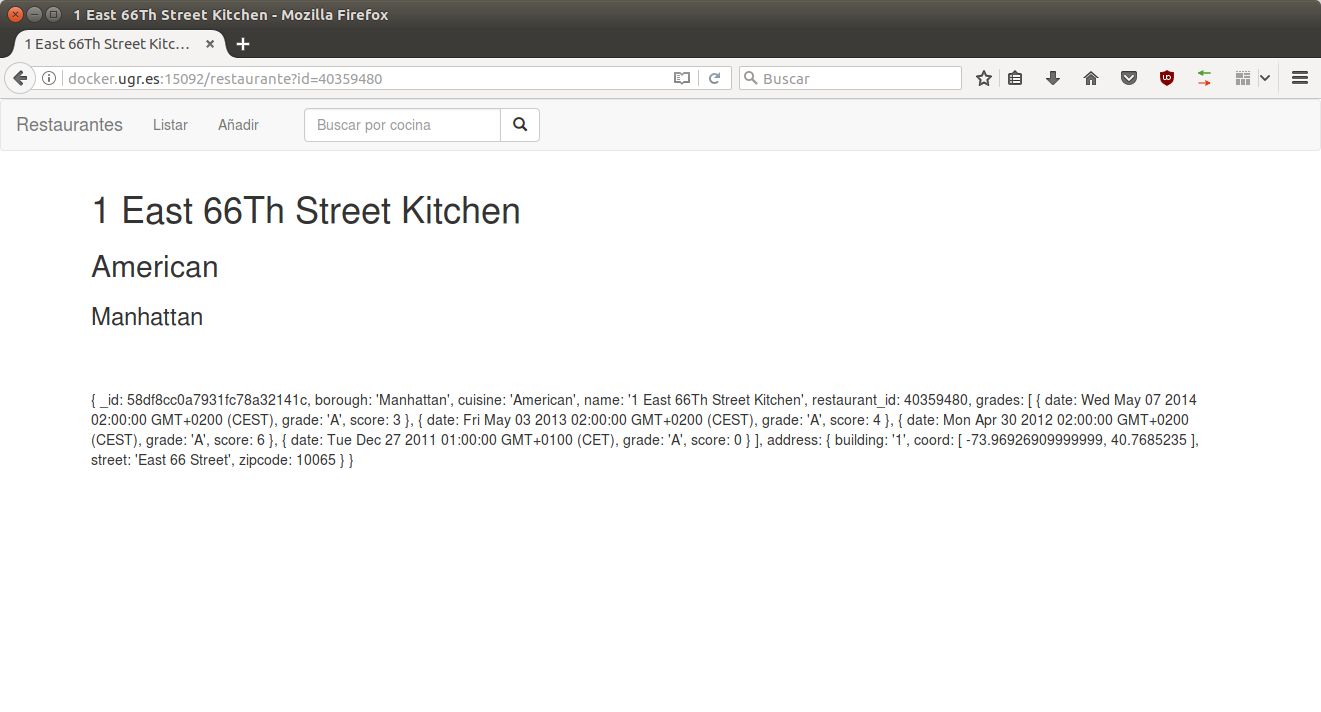 1 East 66Th Street Kitchen - Mozilla Firefox
1 East 66Th Street Kitc…
docker.ugr.es:15092/restaurante?id=40359480
Buscar
Restaurantes
Listar
Añadir
Buscar por cocina
1 East 66Th Street Kitchen
American
Manhattan
{ _id: 58df8cc0a7931fc78a32141c, borough: 'Manhattan', cuisine: 'American', name: '1 East 66Th Street Kitchen', restaurant_id: 40359480, grades: [ { date: Wed May 07 2014
02:00:00 GMT+0200 (CEST), grade: 'A', score: 3 }, { date: Fri May 03 2013 02:00:00 GMT+0200 (CEST), grade: 'A', score: 4 }, { date: Mon Apr 30 2012 02:00:00 GMT+0200
(CEST), grade: 'A', score: 6 }, { date: Tue Dec 27 2011 01:00:00 GMT+0100 (CET), grade: 'A', score: 0 } ], address: { building: '1', coord: [ -73.96926909999999, 40.7685235 ],
street: 'East 66 Street', zipcode: 10065 } }